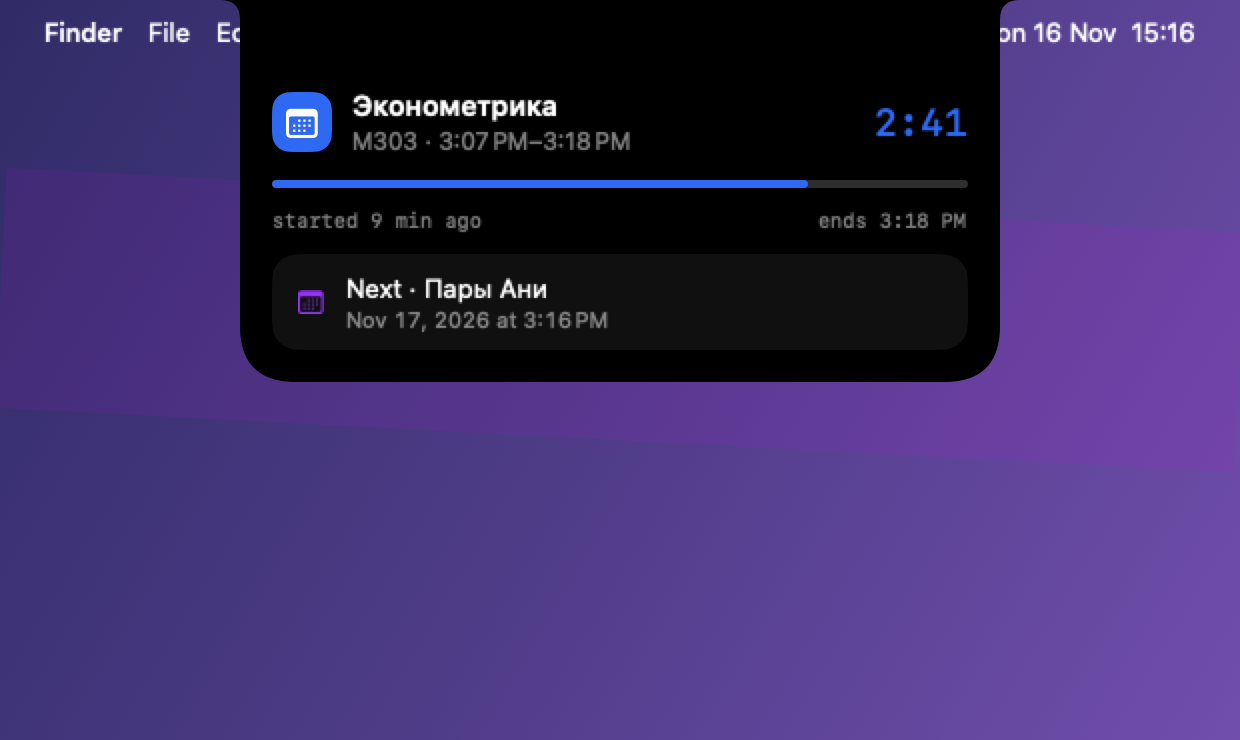 Finder File
16 Nov 15:16
Эконометрика
M303 · 3:07 PM–3:18 PM
2:41
started 9 min ago
ends 3:18 PM
Next · Пары Ани
Nov 17, 2026 at 3:16 PM